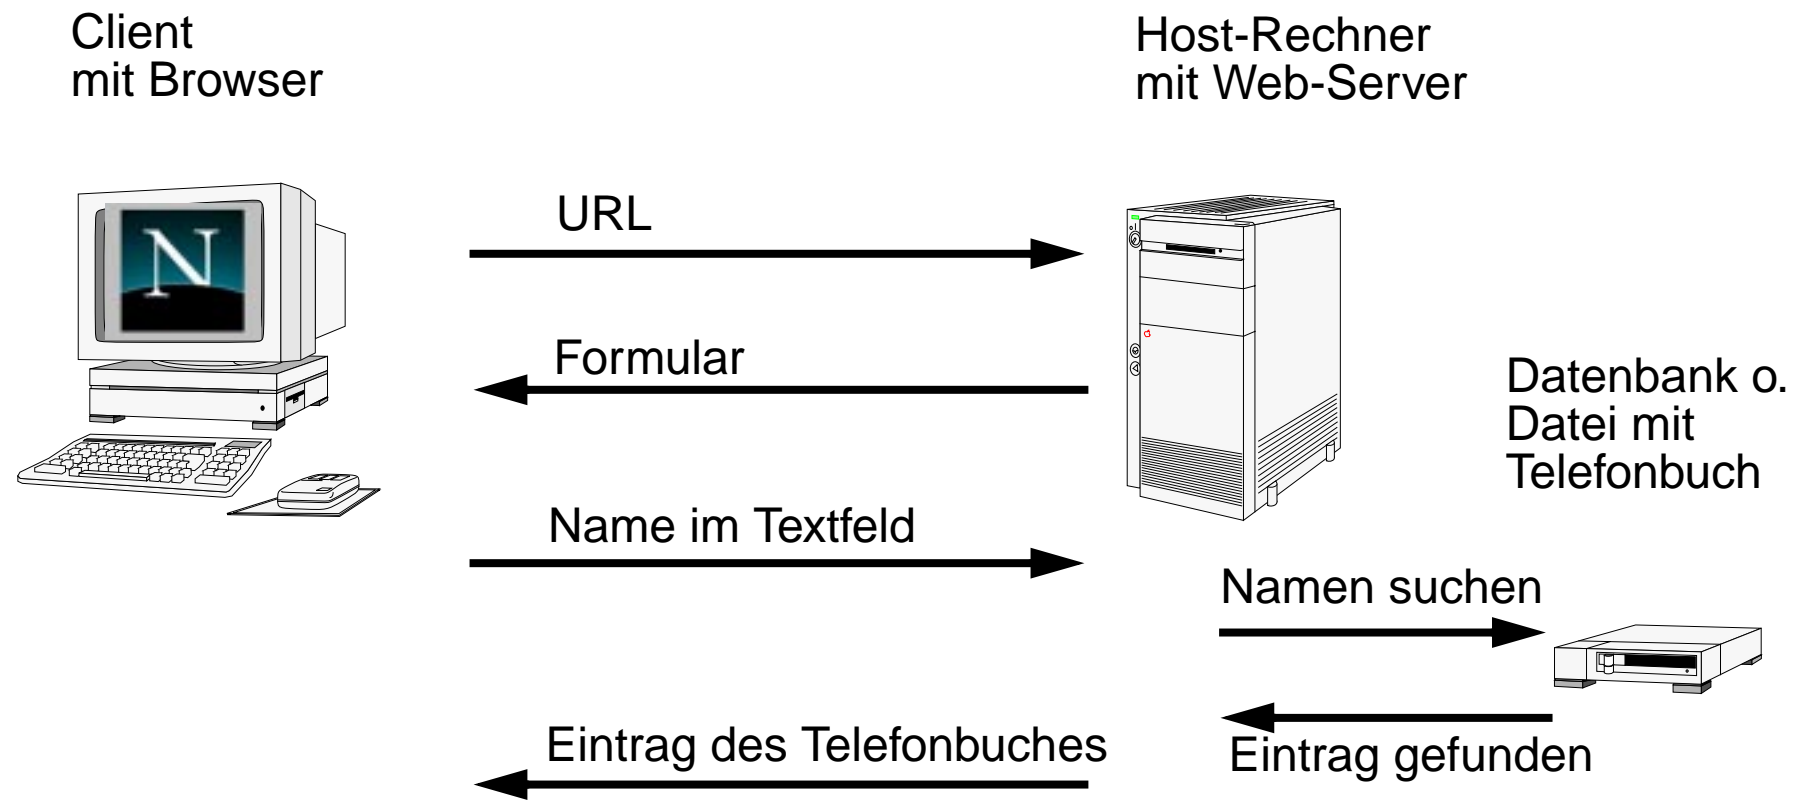 Client
mit Browser
Host-Rechner
mit Web-Server
N
URL
Formular
Datenbank o.
Datei mit
Telefonbuch
Name im Textfeld
Namen suchen
Eintrag gefunden
Eintrag des Telefonbuches